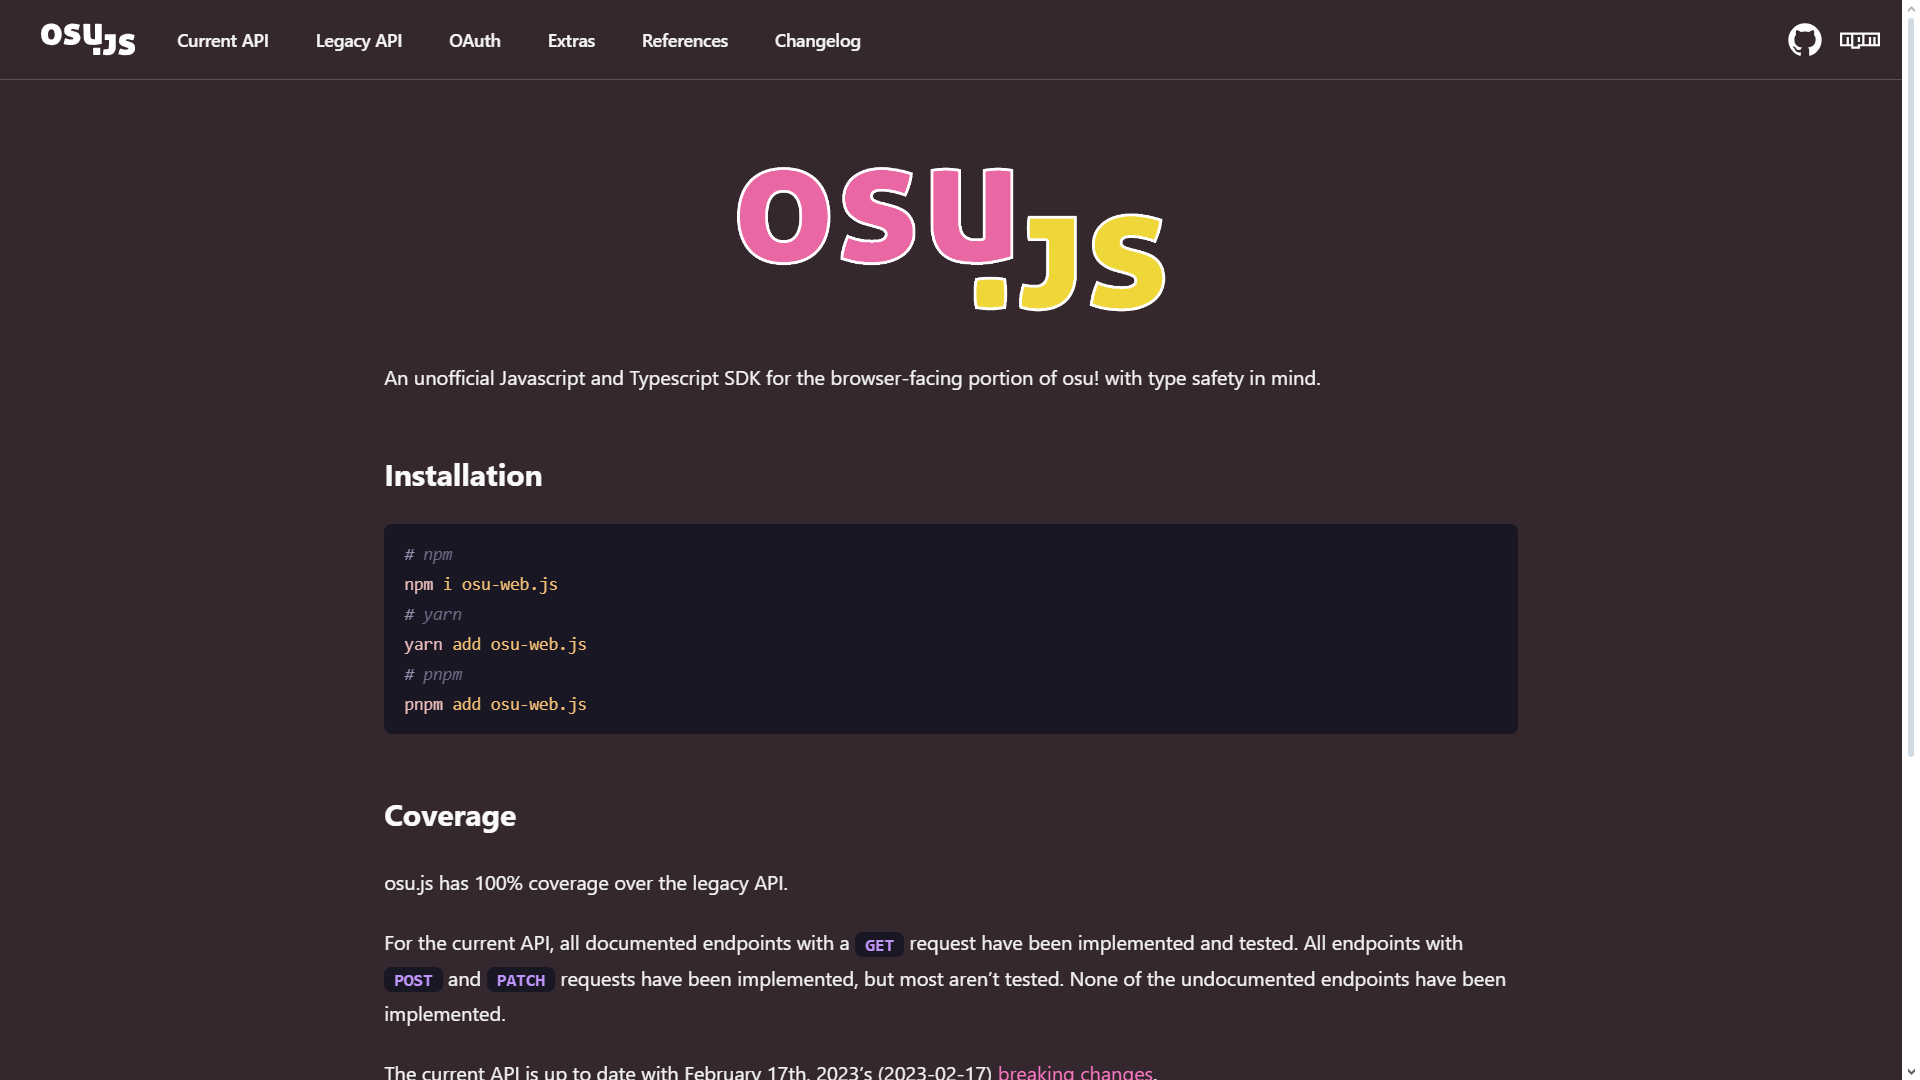 osu.js Current API Legacy API OAuth Extras References Changelog npm
osu.js
An unofficial Javascript and Typescript SDK for the browser-facing portion of osu! with type safety in mind.
Installation
# npm
npm i osu-web.js
# yarn
yarn add osu-web.js
# pnpm
pnpm add osu-web.js
Coverage
osu.js has 100% coverage over the legacy API.
For the current API, all documented endpoints with a GET request have been implemented and tested. All endpoints with
POST and PATCH requests have been implemented, but most aren’t tested. None of the undocumented endpoints have been
implemented.
The current API is up to date with February 17th, 2023’s (2023-02-17) breaking changes.